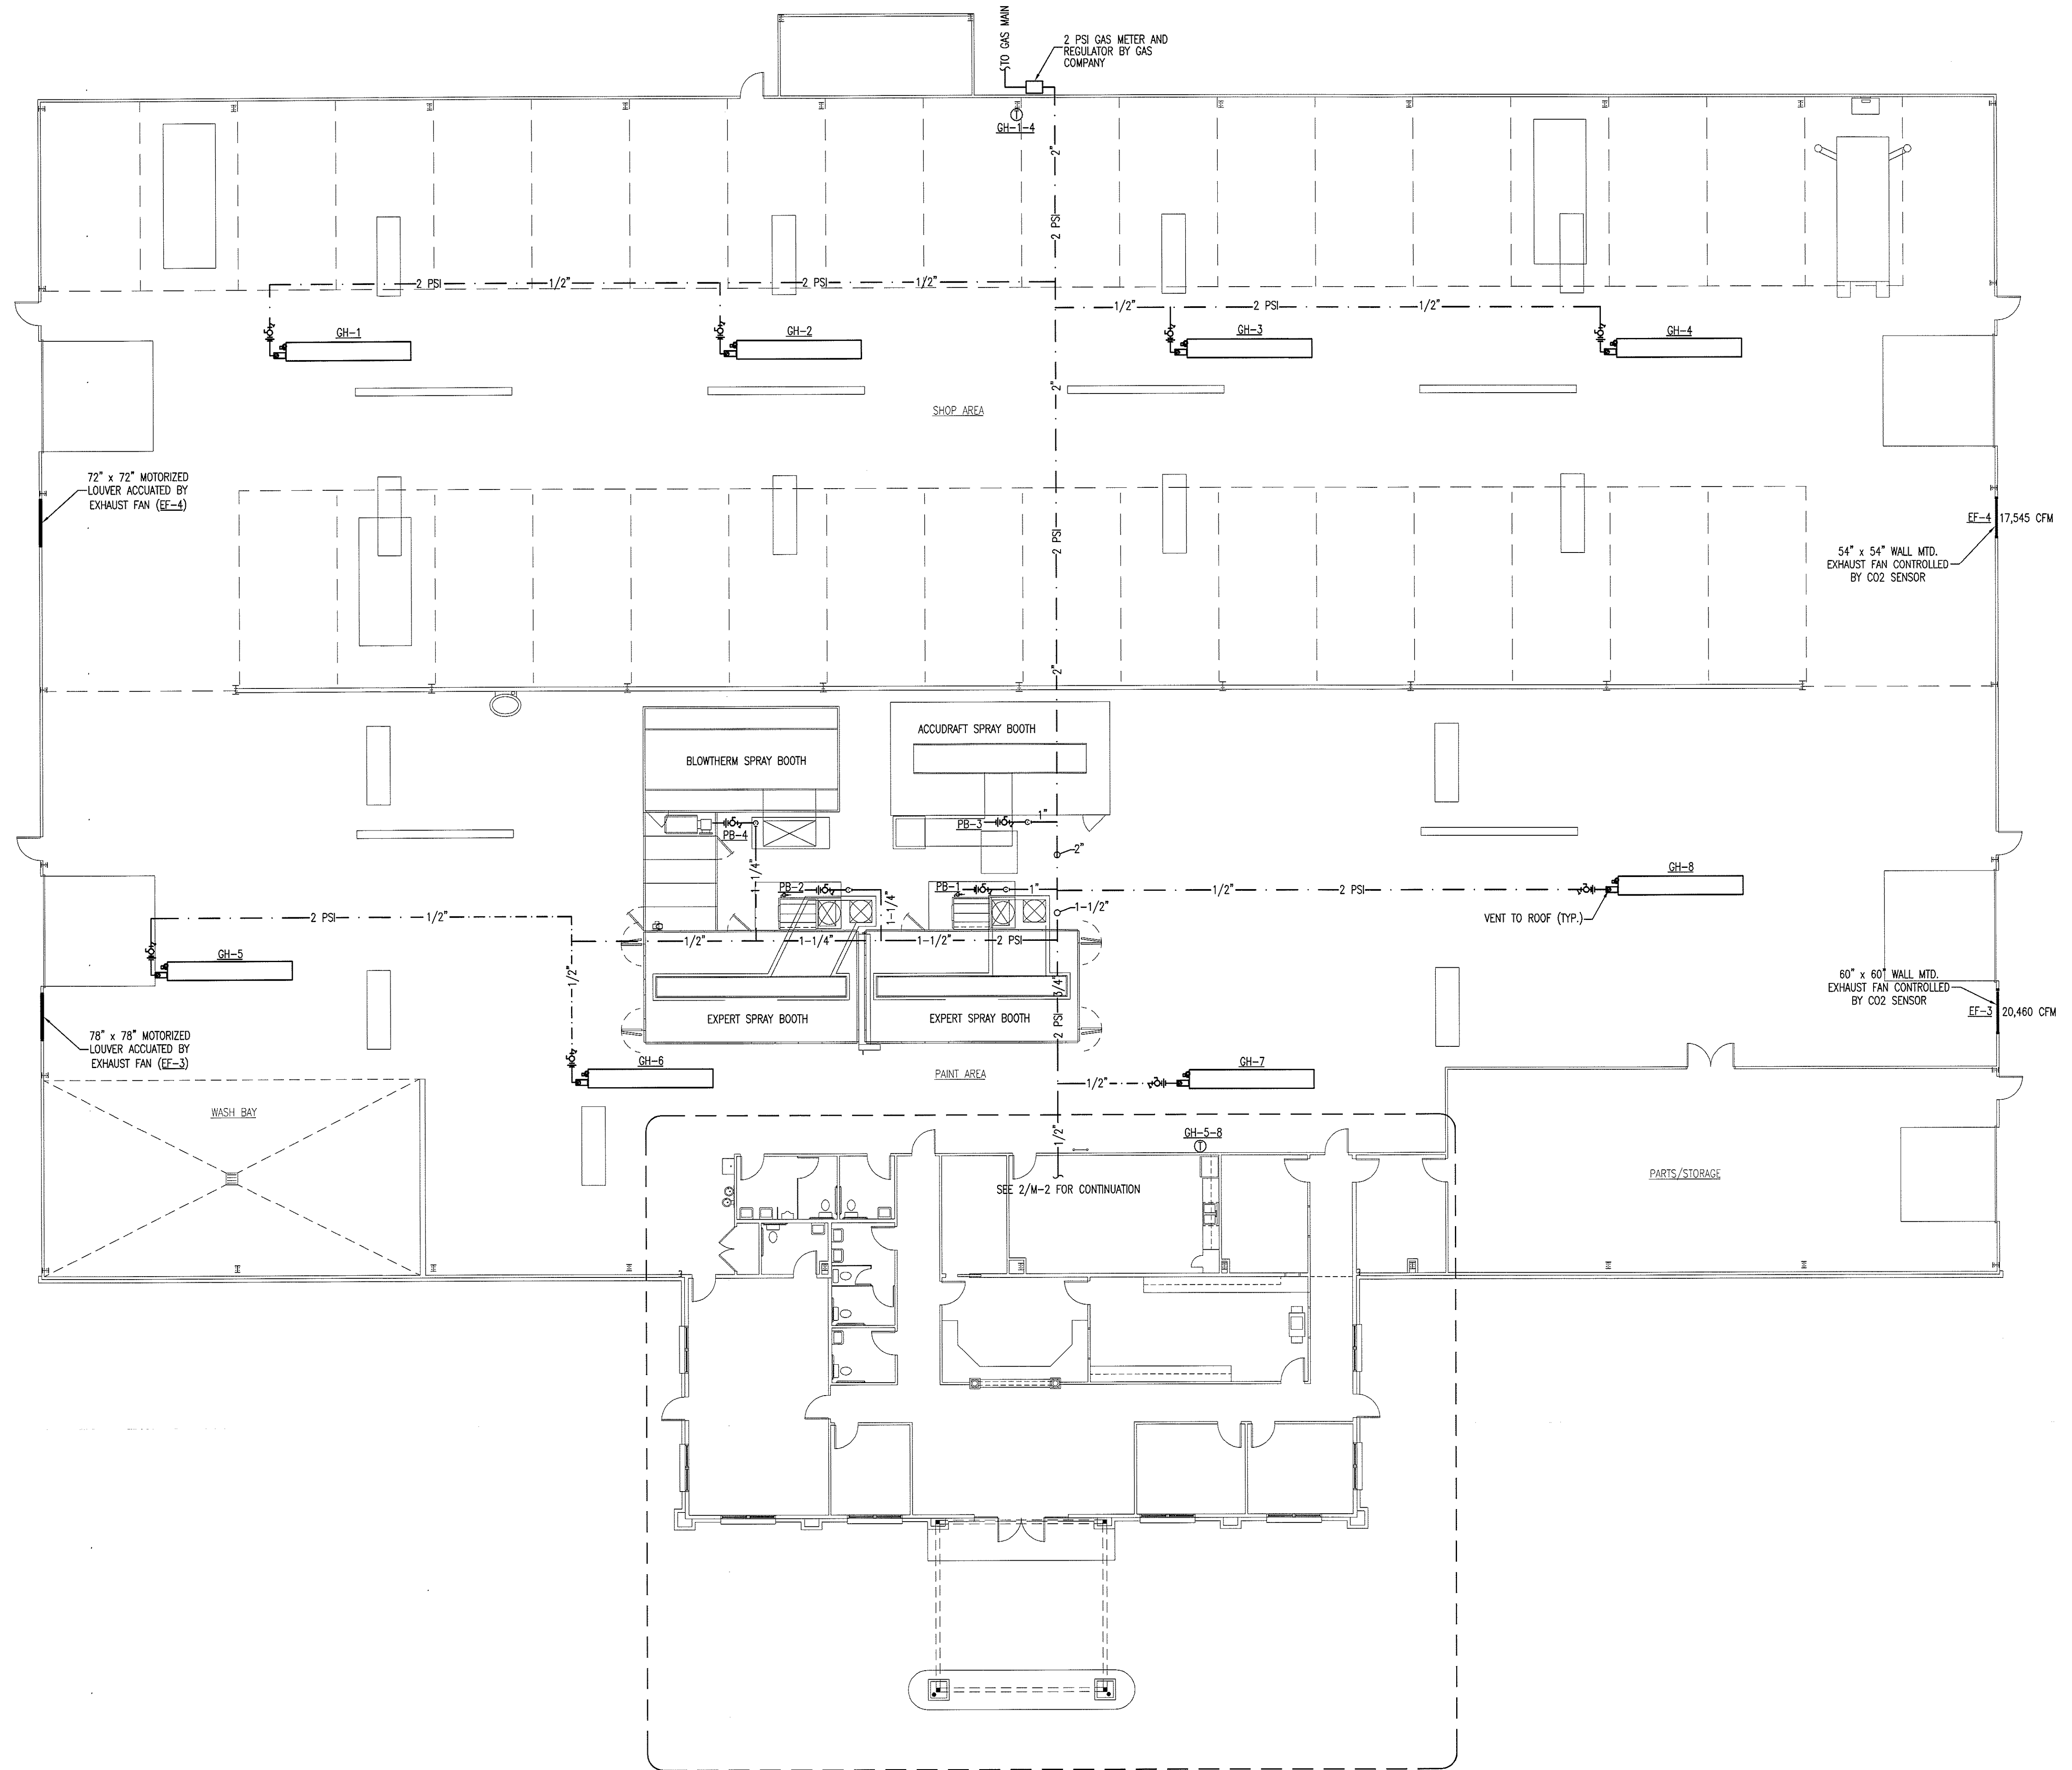 TO GAS MAIN
2 PSI GAS METER AND
REGULATOR BY GAS
COMPANY
GH-1-4
2"
2 PSI
2 PSI
1/2"
2 PSI
1/2"
1/2"
2 PSI
1/2"
GH-1
GH-2
GH-3
GH-4
2"
SHOP AREA
72" x 72" MOTORIZED
LOUVER ACCUATED BY
EXHAUST FAN (EF-4)
EF-4
17,545 CFM
54" x 54" WALL MTD.
EXHAUST FAN CONTROLLED
BY CO2 SENSOR
2 PSI
2"
ACCUDRAFT SPRAY BOOTH
BLOWTHERM SPRAY BOOTH
PB-4
PB-3
1"
2"
1/4"
PB-2
PB-1
1"
1/2"
2 PSI
GH-8
VENT TO ROOF (TYP.)
1-1/4"
1-1/2"
2 PSI
1/2"
1/2"
1-1/4"
1-1/2"
2 PSI
GH-5
1/2"
3/4"
2 PSI
60" x 60" WALL MTD.
EXHAUST FAN CONTROLLED
BY CO2 SENSOR
EF-3
20,460 CFM
EXPERT SPRAY BOOTH
EXPERT SPRAY BOOTH
78" x 78" MOTORIZED
LOUVER ACCUATED BY
EXHAUST FAN (EF-3)
GH-6
GH-7
PAINT AREA
1/2"
WASH BAY
1/2"
GH-5-8
PARTS/STORAGE
SEE 2/M-2 FOR CONTINUATION